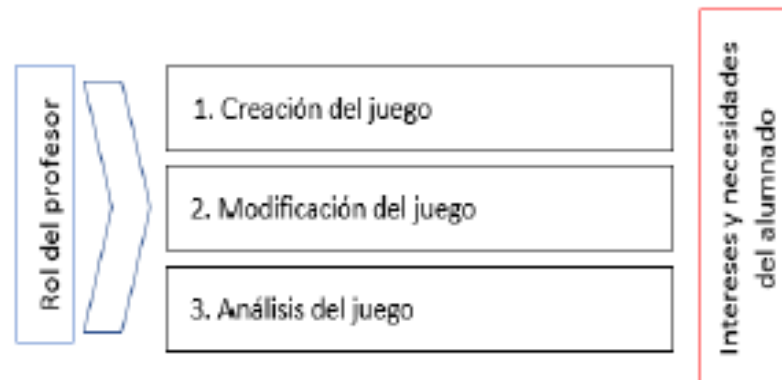 Rol del profesor
1. Creación del juego
2. Modificación del juego
3. Análisis del juego
Intereses y necesidades
del alumnado